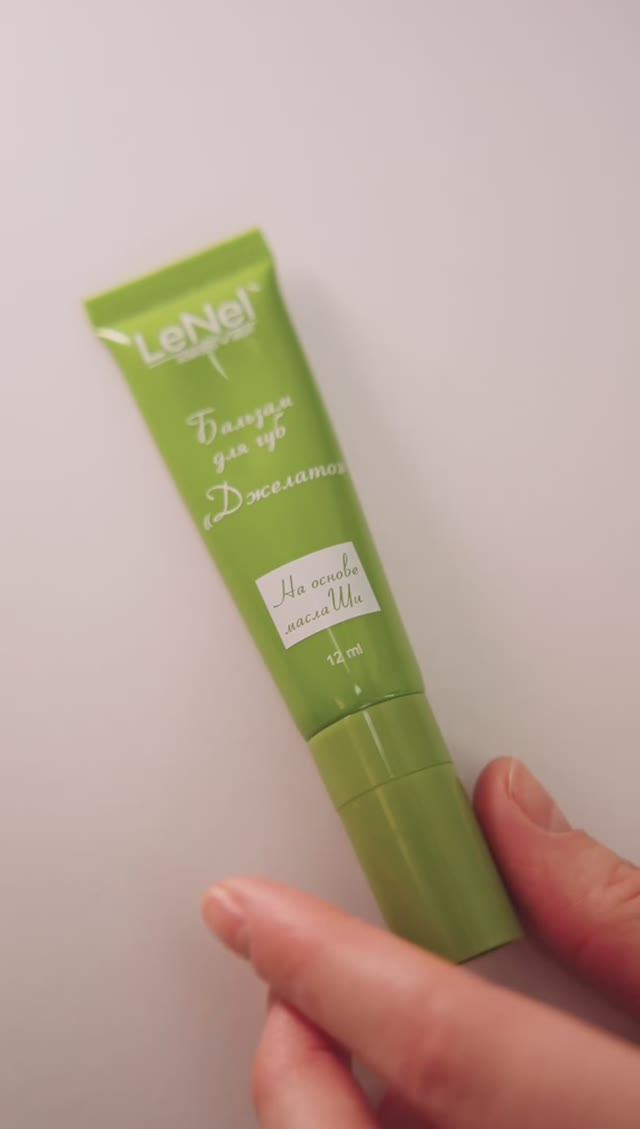 LeNel
Бальзам
для губ
«Джелато»
На основе
масла Ши
12 ml